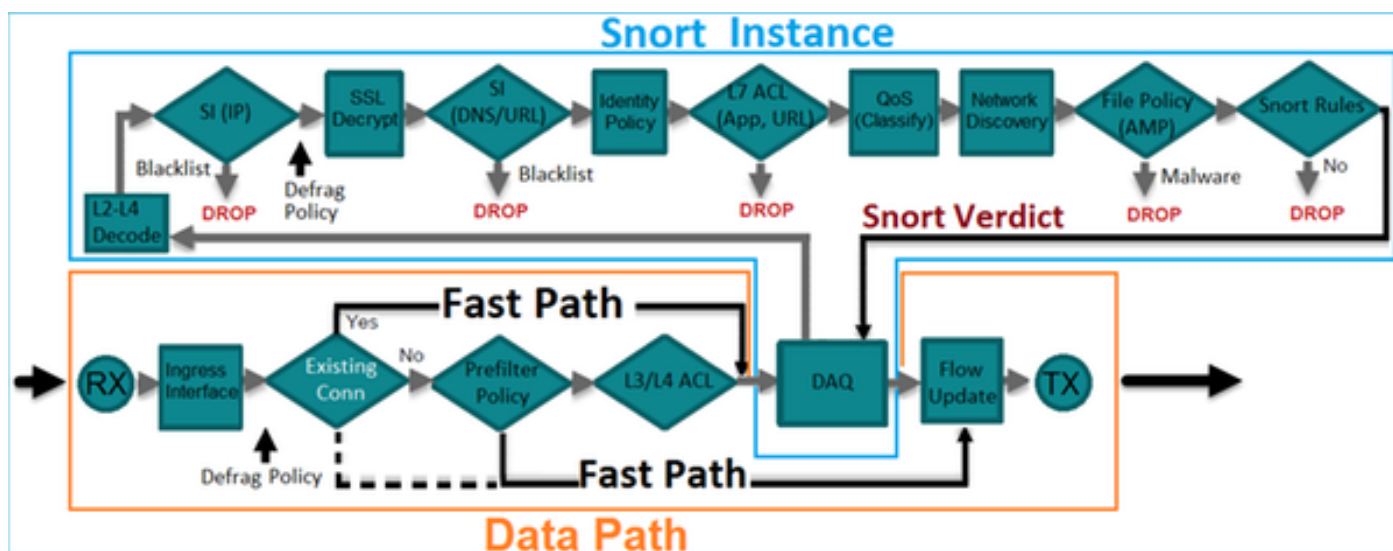 Snort Instance
SI (IP)
SSL
Decrypt
SI
(DNS/URL)
Identity
Policy
L7 ACL
(App, URL)
QoS
(Classify)
Network
Discovery
File Policy
(AMP)
Snort Rules
Blacklist
DROP
Defrag
Policy
Blacklist
DROP
DROP
Malware
DROP
No
DROP
L2-L4
Decode
Snort Verdict
Fast Path
Yes
RX
Ingress
Interface
Existing
Conn
No
Prefilter
Policy
L3/L4 ACL
DAQ
Flow
Update
TX
Defrag Policy
Fast Path
Data Path